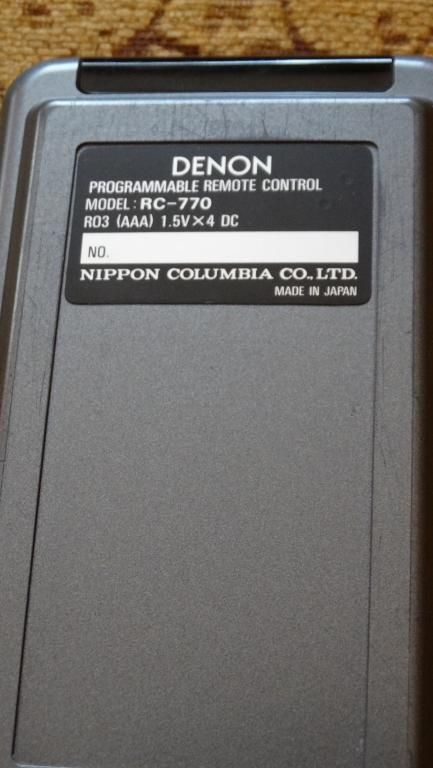 DENON
PROGRAMMABLE REMOTE CONTROL
MODEL: RC-770
R03 (AAA) 1.5V×4 DC
NO.
NIPPON COLUMBIA CO., LTD.
MADE IN JAPAN